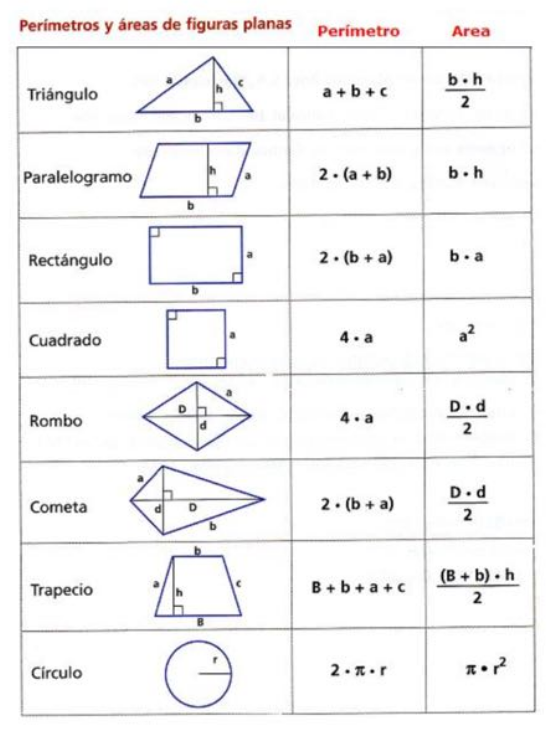 Perímetros y áreas de figuras planas Perímetro Area
Triángulo a c h b a + b + c b • h / 2
Paralelogramo h a b 2 • (a + b) b • h
Rectángulo a b 2 • (b + a) b • a
Cuadrado a 4 • a a²
Rombo a D d 4 • a D • d / 2
Cometa a d D b 2 • (b + a) D • d / 2
Trapecio b a h c B B + b + a + c (B + b) • h / 2
Círculo r 2 • π • r π • r²